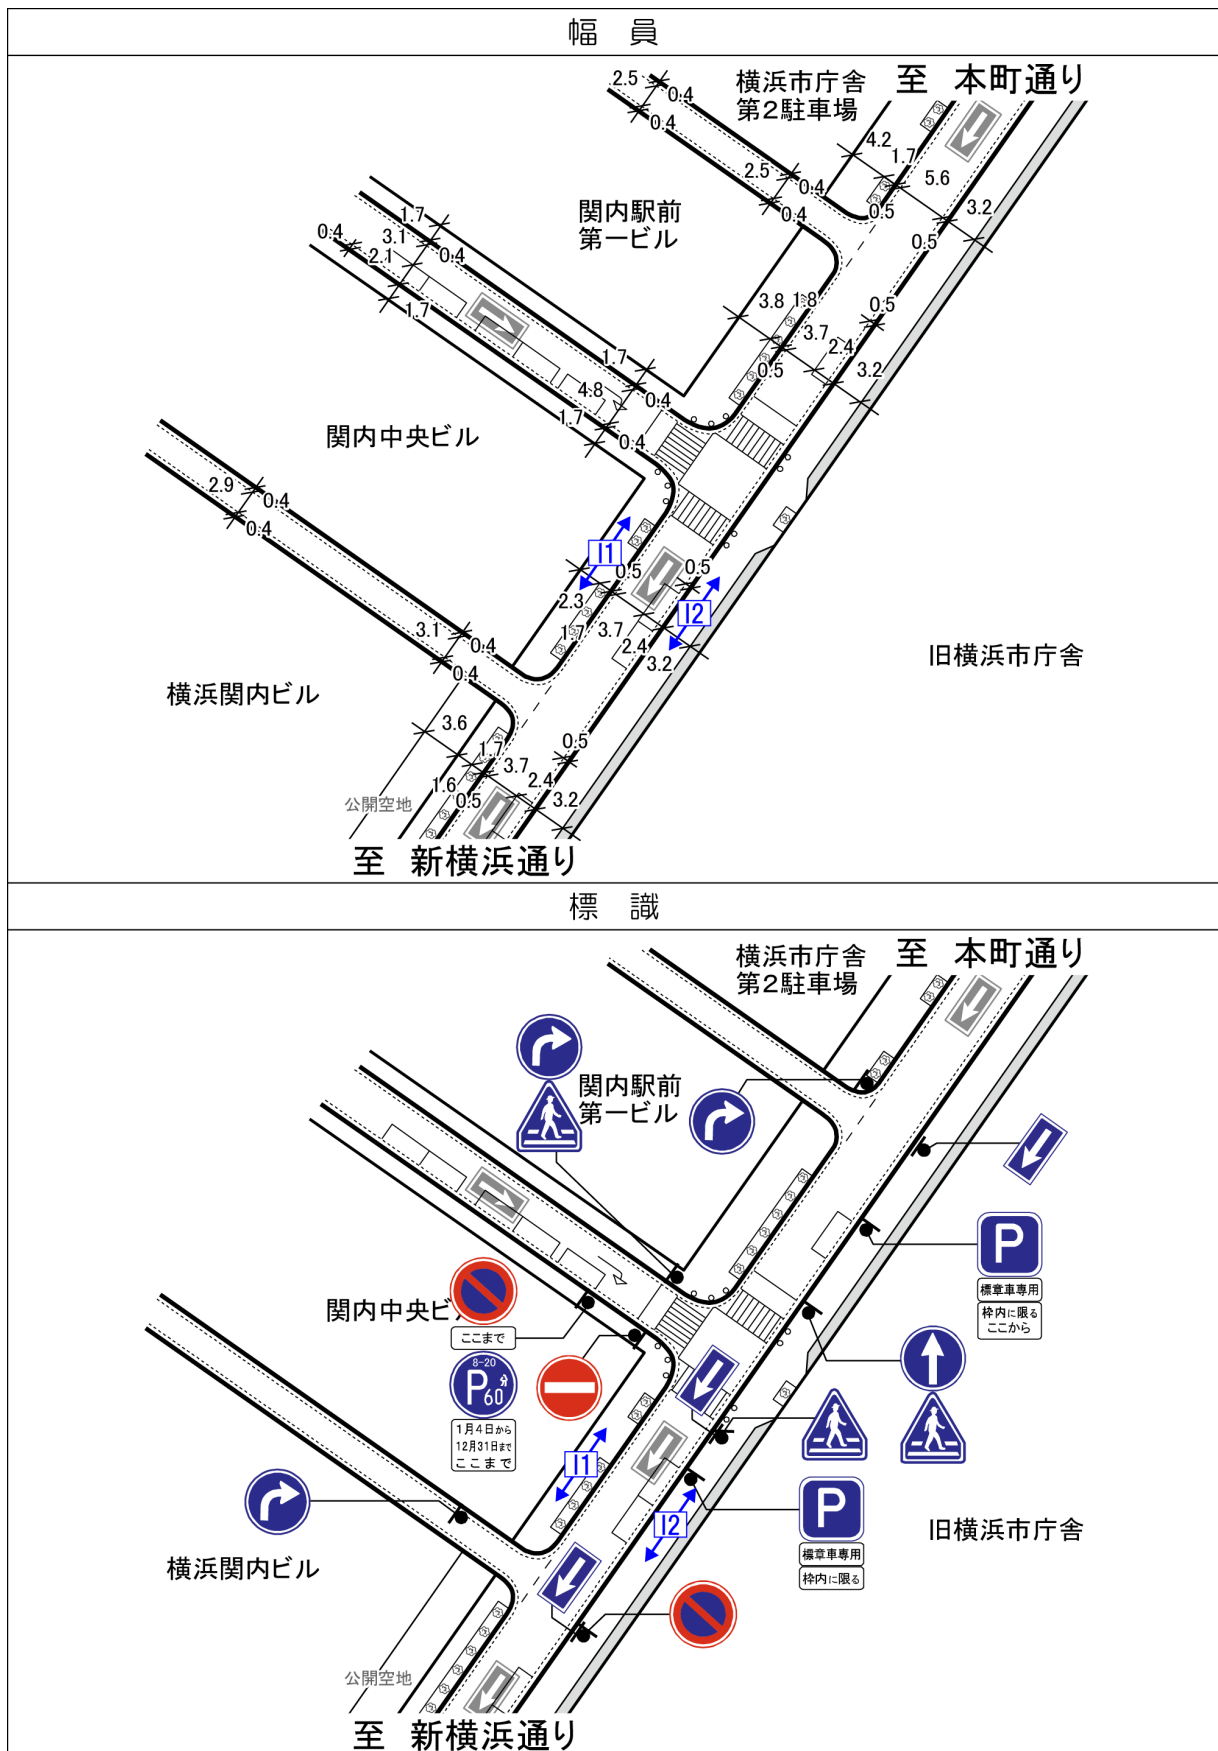 幅 員
横浜市庁舎 至 本町通り
第2駐車場
2.5
0.4
0.4
4.2
1.7
5.6
2.5
0.4
0.4
0.5
3.2
0.5
関内駅前
第一ビル
1.7
3.1
0.4
0.4
2.1
1.7
3.8
1.8
0.5
3.7
2.4
0.5
3.2
1.7
4.8
0.4
1.7
0.4
関内中央ビル
2.9
0.4
0.4
I1
0.5
0.5
2.3
I2
1.7
3.7
2.4
3.2
旧横浜市庁舎
3.1
0.4
0.4
横浜関内ビル
3.6
1.7
3.7
0.5
2.4
1.6
0.5
3.2
公開空地
至 新横浜通り
標 識
横浜市庁舎 至 本町通り
第2駐車場
関内駅前
第一ビル
P
標章車専用
枠内に限る
ここから
関内中央ビル
ここまで
8-20
P60分
1月4日から
12月31日まで
ここまで
I1
I2
P
標章車専用
枠内に限る
旧横浜市庁舎
横浜関内ビル
公開空地
至 新横浜通り